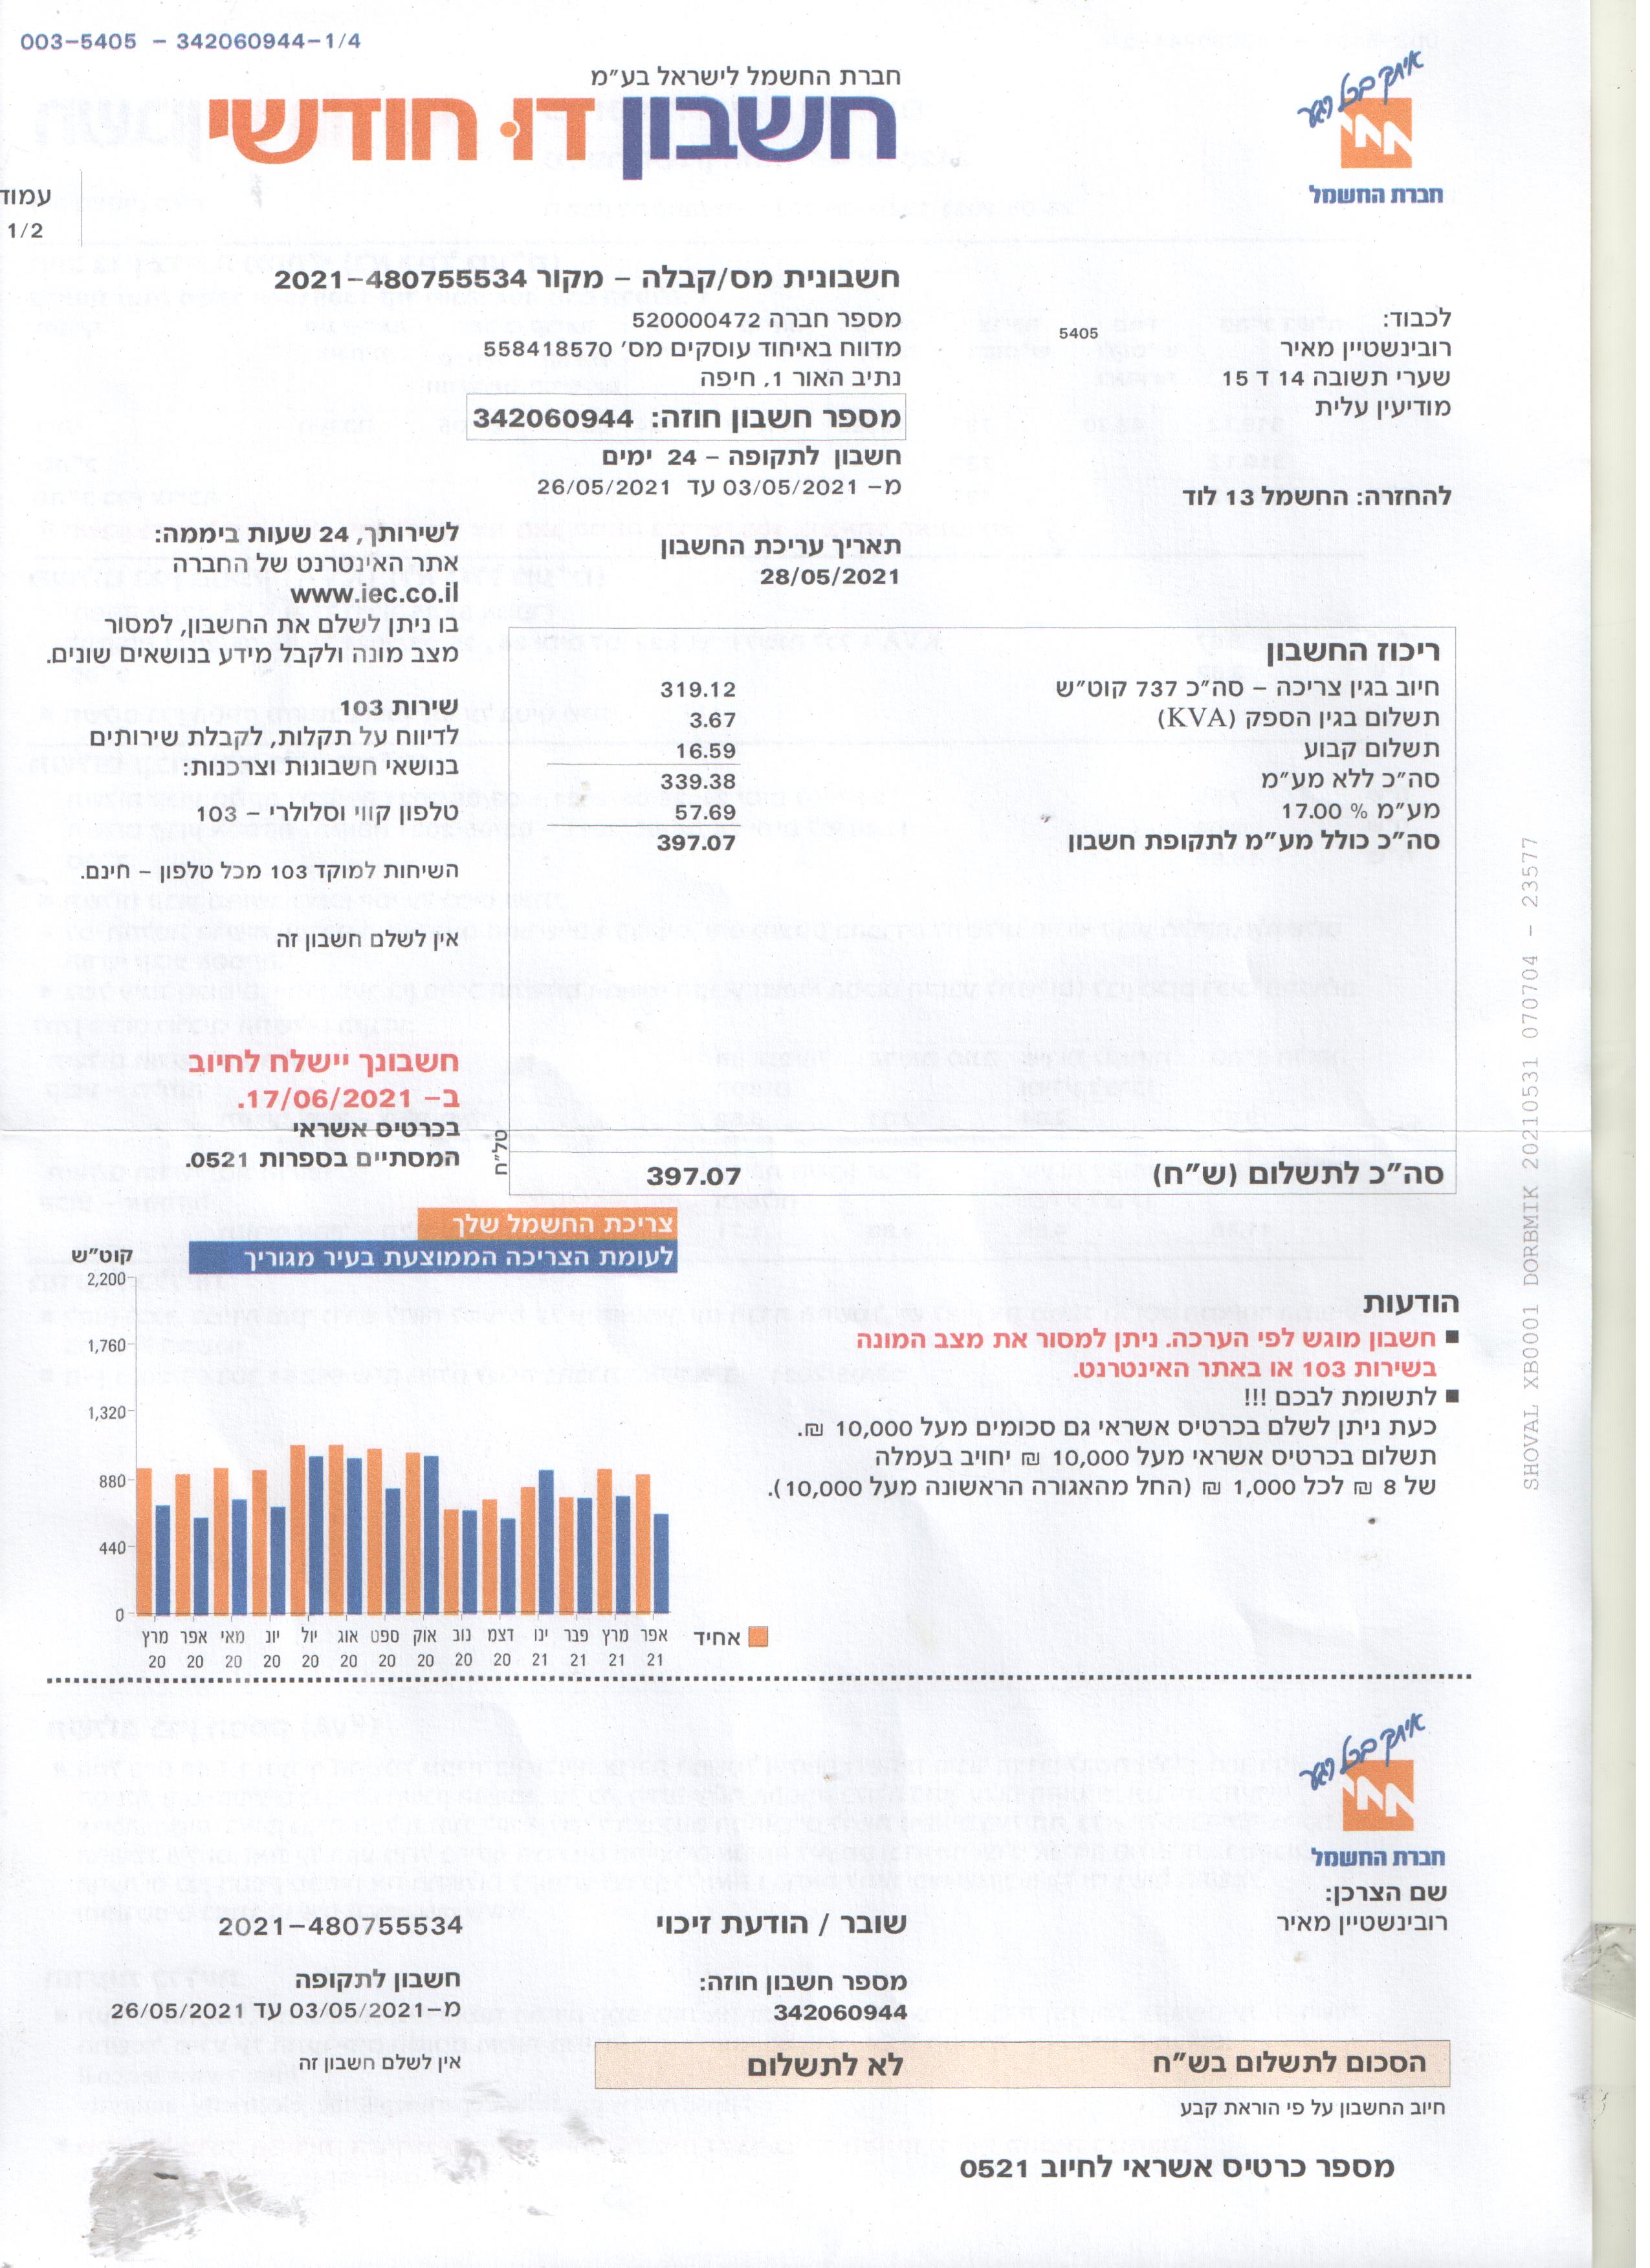 003-5405 - 342060944-1/4
איתך בכל רגע
חברת החשמל
חברת החשמל לישראל בע"מ
חשבון דו-חודשי
עמוד
1/2
חשבונית מס/קבלה - מקור 2021-480755534
מספר חברה 520000472
מדווח באיחוד עוסקים מס' 558418570
נתיב האור 1, חיפה
מספר חשבון חוזה: 342060944
חשבון לתקופה - 24 ימים
מ- 03/05/2021 עד 26/05/2021
תאריך עריכת החשבון
28/05/2021
לכבוד:
5405
רובינשטיין מאיר
שערי תשובה 14 ד 15
מודיעין עלית
להחזרה: החשמל 13 לוד
לשירותך, 24 שעות ביממה:
אתר האינטרנט של החברה
www.iec.co.il
בו ניתן לשלם את החשבון, למסור
מצב מונה ולקבל מידע בנושאים שונים.
שירות 103
לדיווח על תקלות, לקבלת שירותים
בנושאי חשבונות וצרכנות:
טלפון קווי וסלולרי - 103
השיחות למוקד 103 מכל טלפון - חינם.
אין לשלם חשבון זה
חשבונך יישלח לחיוב
ב- 17/06/2021.
בכרטיס אשראי
המסתיים בספרות 0521.
ריכוז החשבון
חיוב בגין צריכה - סה"כ 737 קוט"ש 319.12
תשלום בגין הספק (KVA) 3.67
תשלום קבוע 16.59
סה"כ ללא מע"מ 339.38
מע"מ % 17.00 57.69
סה"כ כולל מע"מ לתקופת חשבון 397.07
סה"כ לתשלום (ש"ח) 397.07
טל"ח
SHOVAL XB0001 DORBMIK 20210531 070704 - 23577
הודעות
■ חשבון מוגש לפי הערכה. ניתן למסור את מצב המונה
בשירות 103 או באתר האינטרנט.
■ לתשומת לבכם !!!
כעת ניתן לשלם בכרטיס אשראי גם סכומים מעל 10,000 ₪.
תשלום בכרטיס אשראי מעל 10,000 ₪ יחויב בעמלה
של 8 ₪ לכל 1,000 ₪ (החל מהאגורה הראשונה מעל 10,000).
צריכת החשמל שלך
לעומת הצריכה הממוצעת בעיר מגוריך
קוט"ש
2,200
1,760
1,320
880
440
0
מרץ אפר מאי יונ יול אוג ספט אוק נוב דצמ ינו פבר מרץ אפר
20 20 20 20 20 20 20 20 20 20 21 21 21 21
אחיד
איתך בכל רגע
חברת החשמל
שם הצרכן:
רובינשטיין מאיר
שובר / הודעת זיכוי
2021-480755534
מספר חשבון חוזה:
342060944
חשבון לתקופה
מ-03/05/2021 עד 26/05/2021
הסכום לתשלום בש"ח
לא לתשלום
אין לשלם חשבון זה
חיוב החשבון על פי הוראת קבע
מספר כרטיס אשראי לחיוב 0521